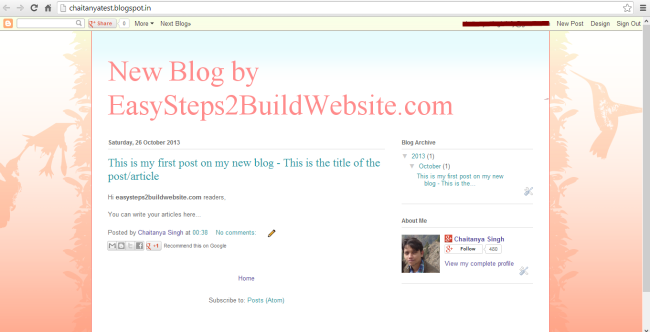 chaitanyatest.blogspot.in
Share 0 More Next Blog» New Post Design Sign Out
New Blog by
EasySteps2BuildWebsite.com
Saturday, 26 October 2013
This is my first post on my new blog - This is the title of the
post/article
Hi easysteps2buildwebsite.com readers,
You can write your articles here...
Posted by Chaitanya Singh at 00:38 No comments:
+1 Recommend this on Google
Home
Subscribe to: Posts (Atom)
Blog Archive
▼ 2013 (1)
▼ October (1)
This is my first post on my new
blog - This is the...
About Me
Chaitanya Singh
Follow 486
View my complete profile